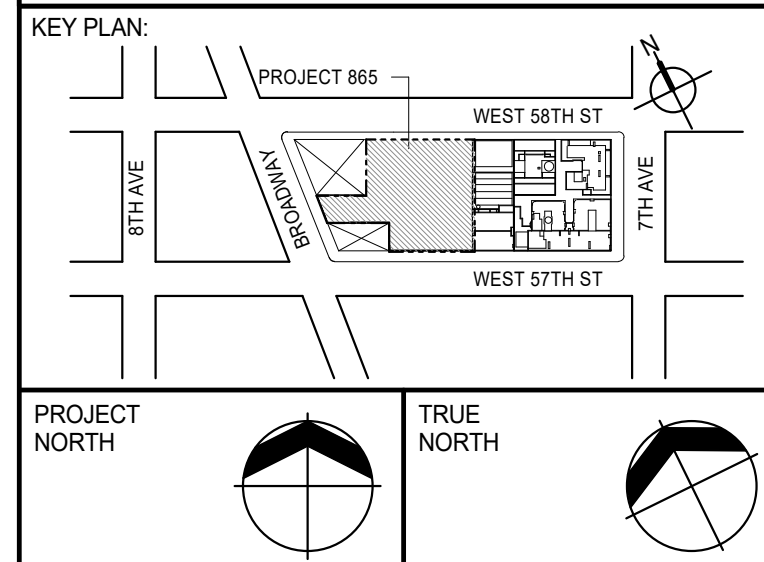 KEY PLAN:
N
PROJECT 865
WEST 58TH ST
8TH AVE
BROADWAY
7TH AVE
WEST 57TH ST
PROJECT
NORTH
TRUE
NORTH